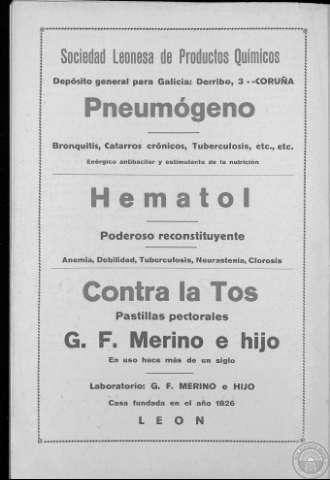 Sociedad Leonesa de Productos Químicos
Depósito general para Galicia: Derribo, 3 - -CORUÑA
Pneumógeno
Bronquitis, Catarros crónicos, Tuberculosis, etc., etc.
Enérgico antibacilar y estimulante de la nutrición
Hematol
Poderoso reconstituyente
Anemia, Debilidad, Tuberculosis, Neurastenia, Clorosis
Contra la Tos
Pastillas pectorales
G. F. Merino e hijo
En uso hace más de un siglo
Laboratorio: G. F. MERINO e HIJO
Casa fundada en el año 1826
LEON